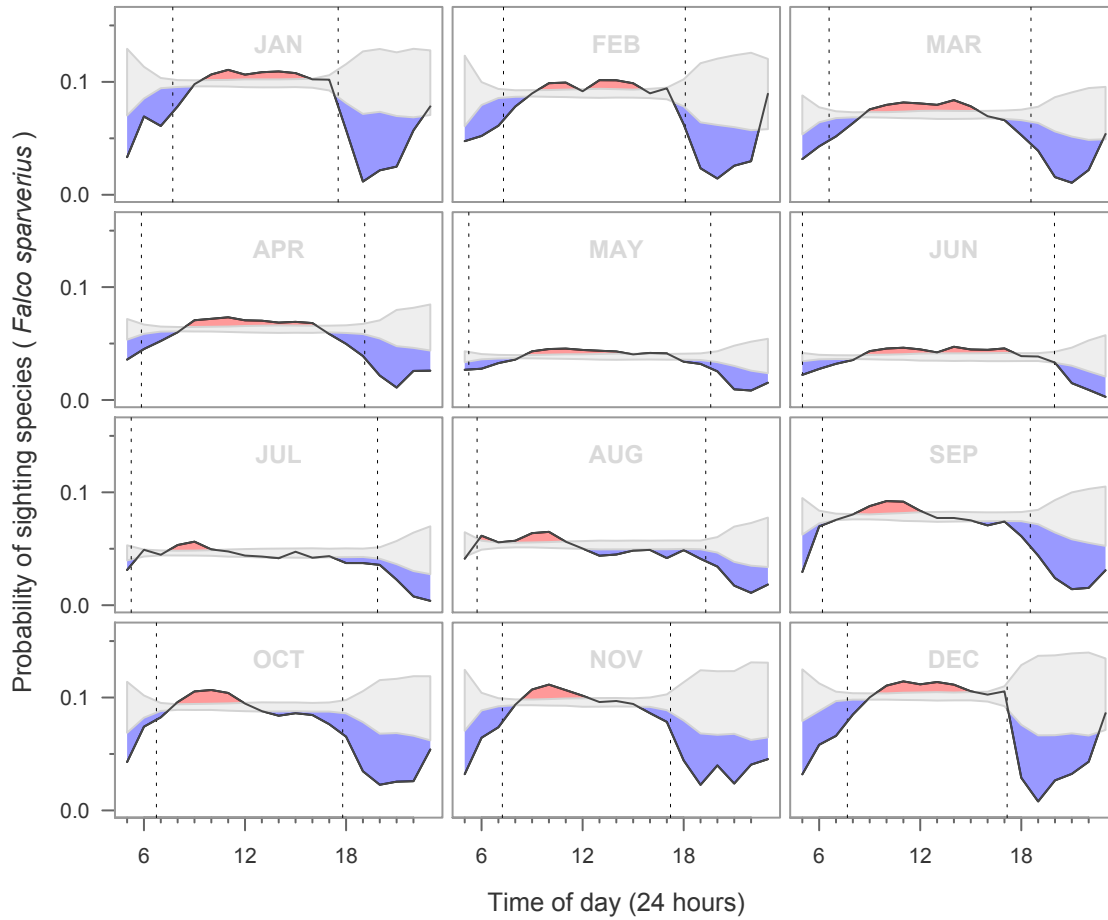 Probability of sighting species ( Falco sparverius)
JAN
FEB
MAR
0.1
0.0
APR
MAY
JUN
0.1
0.0
JUL
AUG
SEP
0.1
0.0
OCT
NOV
DEC
0.1
0.0
6
18
12
6
18
12
6
18
12
Time of day (24 hours)